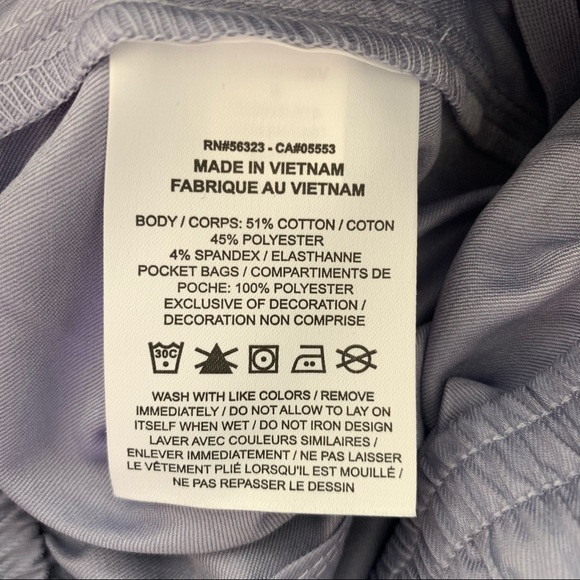 RN#56323 - CA#05553
MADE IN VIETNAM
FABRIQUE AU VIETNAM
BODY / CORPS: 51% COTTON / COTON
45% POLYESTER
4% SPANDEX / ELASTHANNE
POCKET BAGS / COMPARTIMENTS DE
POCHE: 100% POLYESTER
EXCLUSIVE OF DECORATION /
DECORATION NON COMPRISE
30C
WASH WITH LIKE COLORS / REMOVE
IMMEDIATELY / DO NOT ALLOW TO LAY ON
ITSELF WHEN WET / DO NOT IRON DESIGN
LAVER AVEC COULEURS SIMILAIRES /
ENLEVER IMMEDIATEMENT / NE PAS LAISSER
LE VÊTEMENT PLIÉ LORSQU'IL EST MOUILLÉ /
NE PAS REPASSER LE DESSIN